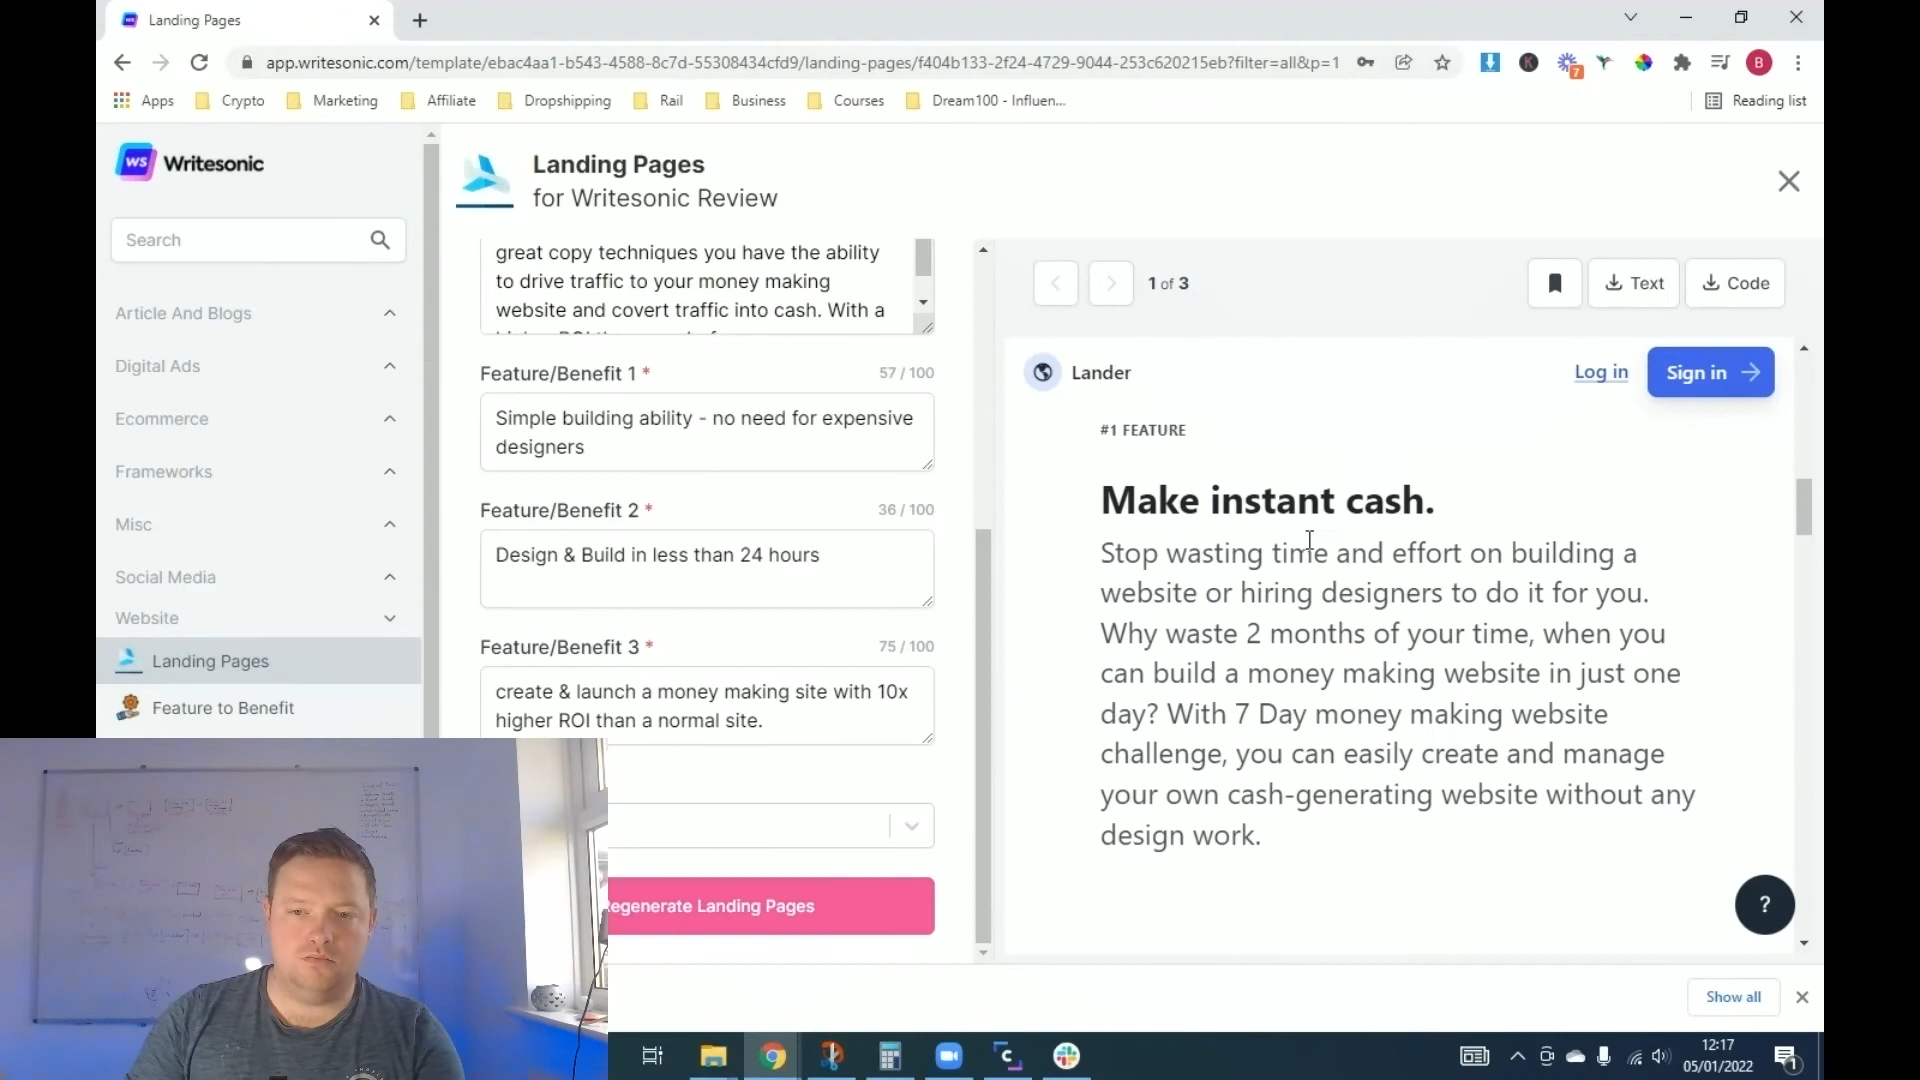 Landing Pages
app.writesonic.com/template/ebac4aa1-b543-4588-8c7d-55308434cfd9/landing-pages/f404b133-2f24-4729-9044-253c620215eb?filter=all&p=1
7
B
Apps
Crypto
Marketing
Affiliate
Dropshipping
Rail
Business
Courses
Dream100 - Influen...
Reading list
WS
Writesonic
Search
Article And Blogs
Digital Ads
Ecommerce
Frameworks
Misc
Social Media
Website
Landing Pages
Feature to Benefit
Landing Pages
for Writesonic Review
great copy techniques you have the ability
to drive traffic to your money making
website and covert traffic into cash. With a
Feature/Benefit 1 *
57 / 100
Simple building ability - no need for expensive
designers
Feature/Benefit 2 *
36 / 100
Design & Build in less than 24 hours
Feature/Benefit 3 *
75 / 100
create & launch a money making site with 10x
higher ROI than a normal site.
egenerate Landing Pages
1 of 3
Text
Code
Lander
Log in
Sign in
#1 FEATURE
Make instant cash.
Stop wasting time and effort on building a
website or hiring designers to do it for you.
Why waste 2 months of your time, when you
can build a money making website in just one
day? With 7 Day money making website
challenge, you can easily create and manage
your own cash-generating website without any
design work.
?
Show all
12:17
05/01/2022
1